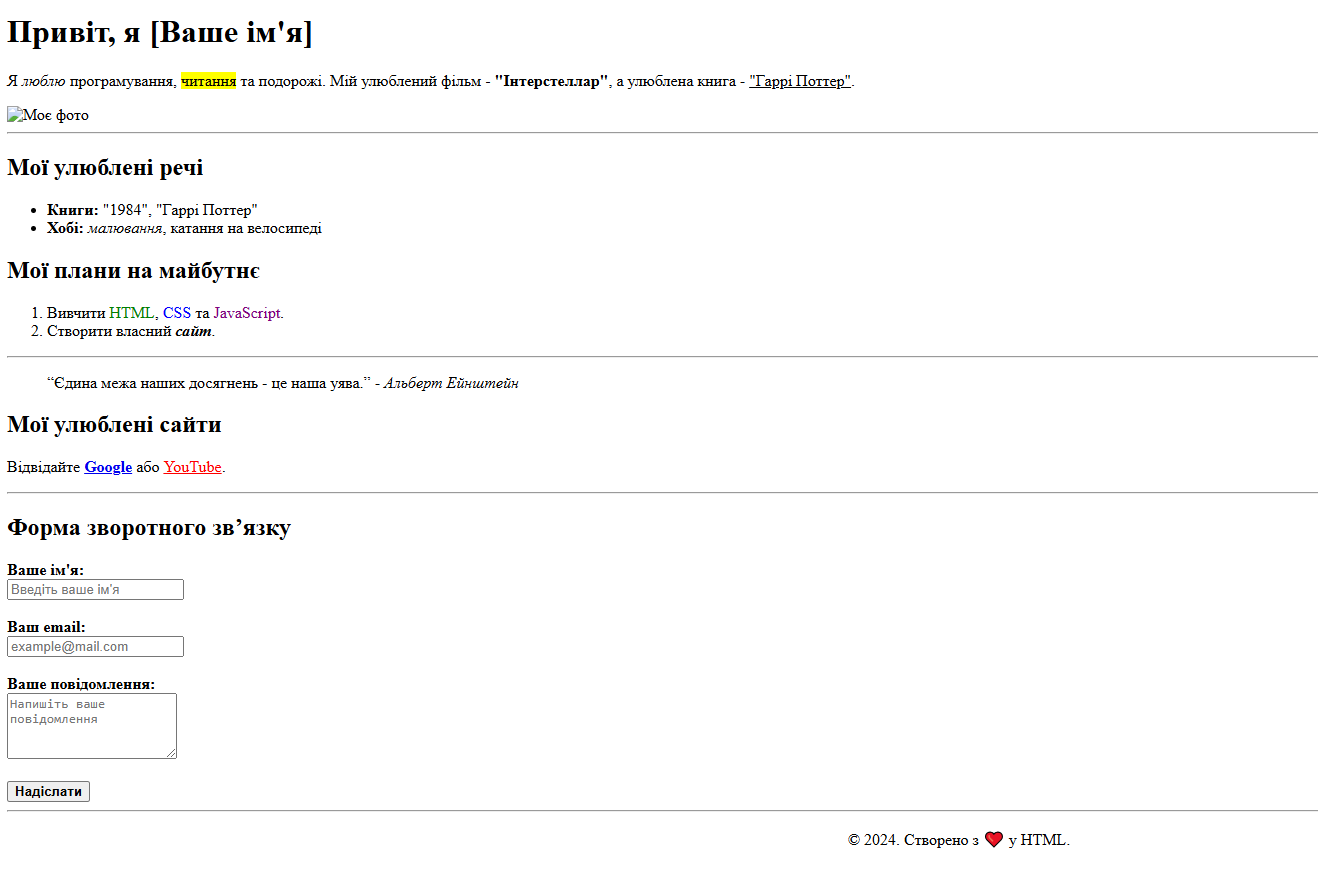 Привіт, я [Ваше ім'я]
Я люблю програмування, читання та подорожі. Мій улюблений фільм - "Інтерстеллар", а улюблена книга - "Гаррі Поттер".
Моє фото
Мої улюблені речі
• Книги: "1984", "Гаррі Поттер"
• Хобі: малювання, катання на велосипеді
Мої плани на майбутнє
1. Вивчити HTML, CSS та JavaScript.
2. Створити власний сайт.
“Єдина межа наших досягнень - це наша уява.” - Альберт Ейнштейн
Мої улюблені сайти
Відвідайте Google або YouTube.
Форма зворотного зв’язку
Ваше ім'я:
Введіть ваше ім'я
Ваш email:
example@mail.com
Ваше повідомлення:
Напишіть ваше
повідомлення
Надіслати
© 2024. Створено з ❤️ у HTML.